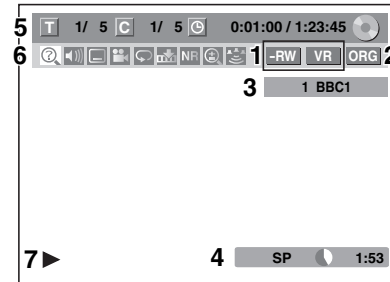 5 T 1/ 5 C 1/ 5 0:01:00 / 1:23:45
6 NR 1 -RW VR ORG 2
3 1 BBC1
7 4 SP 1:53